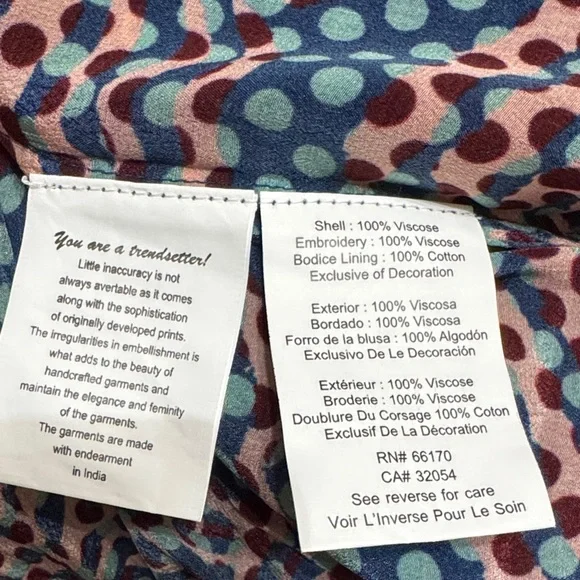 You are a trendsetter!
Little inaccuracy is not
always avertable as it comes
along with the sophistication
of originally developed prints.
The irregularities in embellishment is
what adds to the beauty of
handcrafted garments and
maintain the elegance and feminity
of the garments.
The garments are made
with endearment
in India
Shell : 100% Viscose
Embroidery : 100% Viscose
Bodice Lining : 100% Cotton
Exclusive of Decoration
Exterior : 100% Viscosa
Bordado : 100% Viscosa
Forro de la blusa : 100% Algodón
Exclusivo De Le Decoración
Extérieur : 100% Viscose
Broderie : 100% Viscose
Doublure Du Corsage 100% Coton
Exclusif De La Décoration
RN# 66170
CA# 32054
See reverse for care
Voir L'Inverse Pour Le Soin